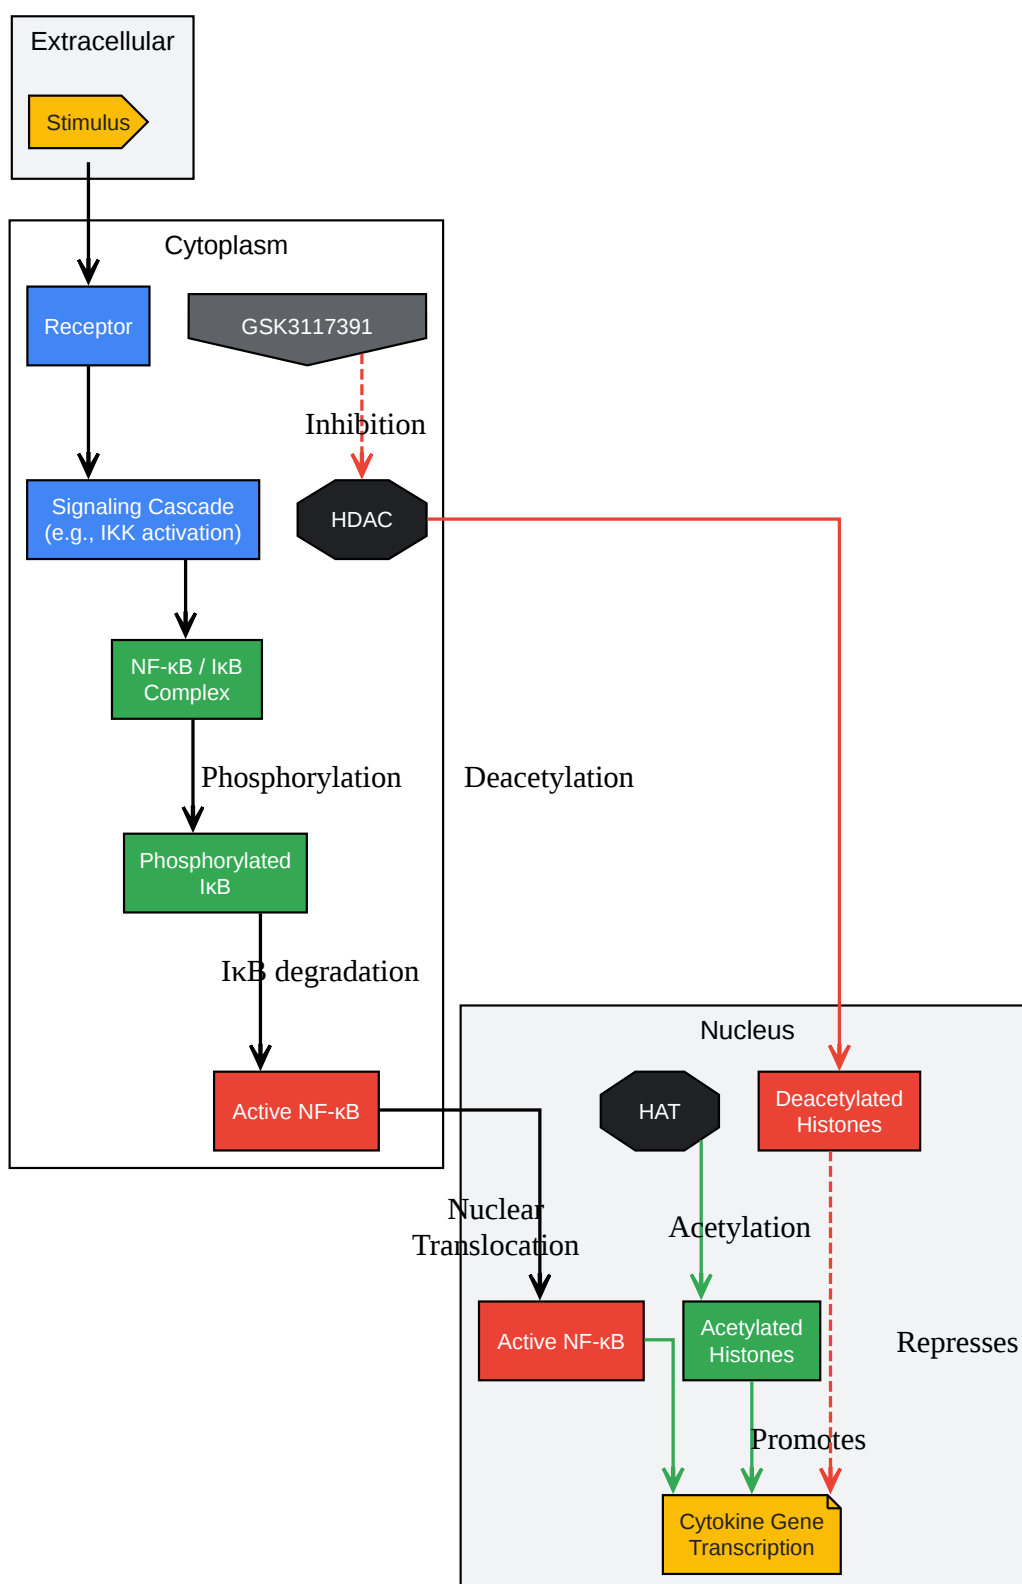 Extracellular
Stimulus
Cytoplasm
Receptor
GSK3117391
Inhibition
Signaling Cascade
(e.g., IKK activation)
HDAC
NF-κB / IκB
Complex
Phosphorylation
Deacetylation
Phosphorylated
IκB
IκB degradation
Nucleus
Active NF-κB
HAT
Deacetylated
Histones
Nuclear
Translocation
Acetylation
Active NF-κB
Acetylated
Histones
Represses
Promotes
Cytokine Gene
Transcription